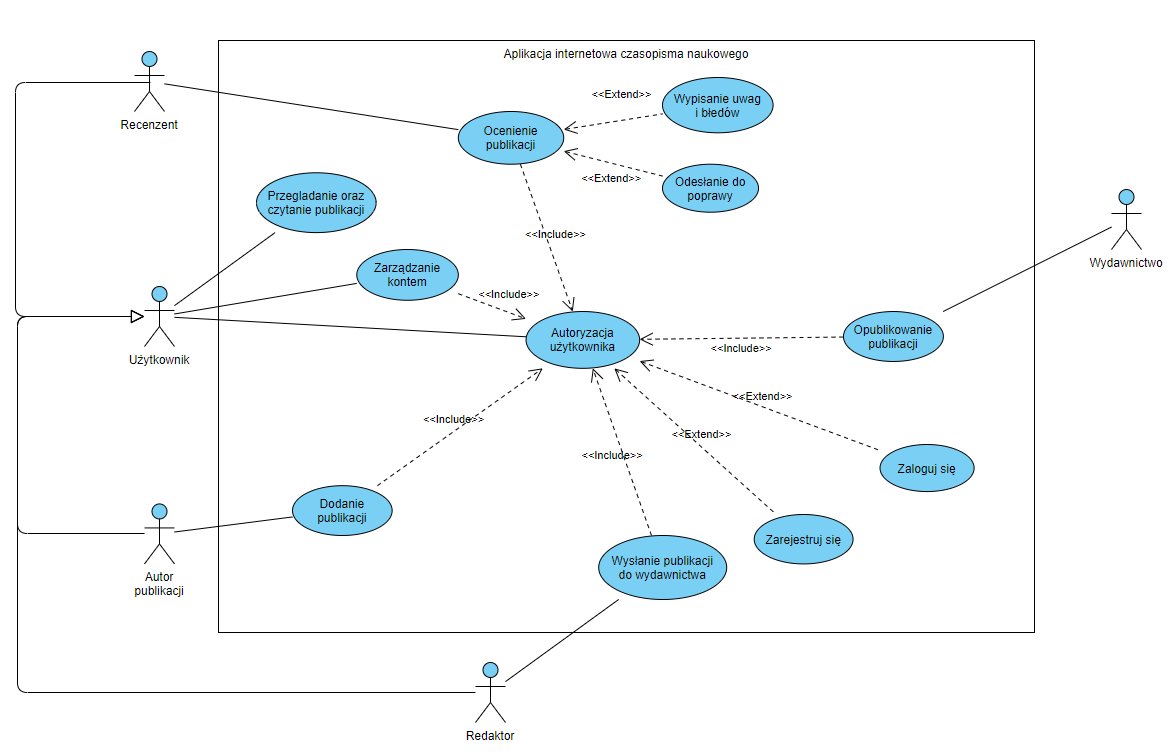 Aplikacja internetowa czasopisma naukowego
Recenzent
<<Extend>>
Wypisanie uwag
i błedów
Ocenienie
publikacji
<<Extend>>
Odesłanie do
poprawy
Przegladanie oraz
czytanie publikacji
<<Include>>
Wydawnictwo
Zarządzanie
kontem
<<Include>>
Użytkownik
Autoryzacja
użytkownika
Opublikowanie
publikacji
<<Include>>
<<Extend>>
<<Include>>
<<Extend>>
<<Include>>
Zaloguj się
Dodanie
publikacji
Zarejestruj się
Wysłanie publikacji
do wydawnictwa
Autor
publikacji
Redaktor